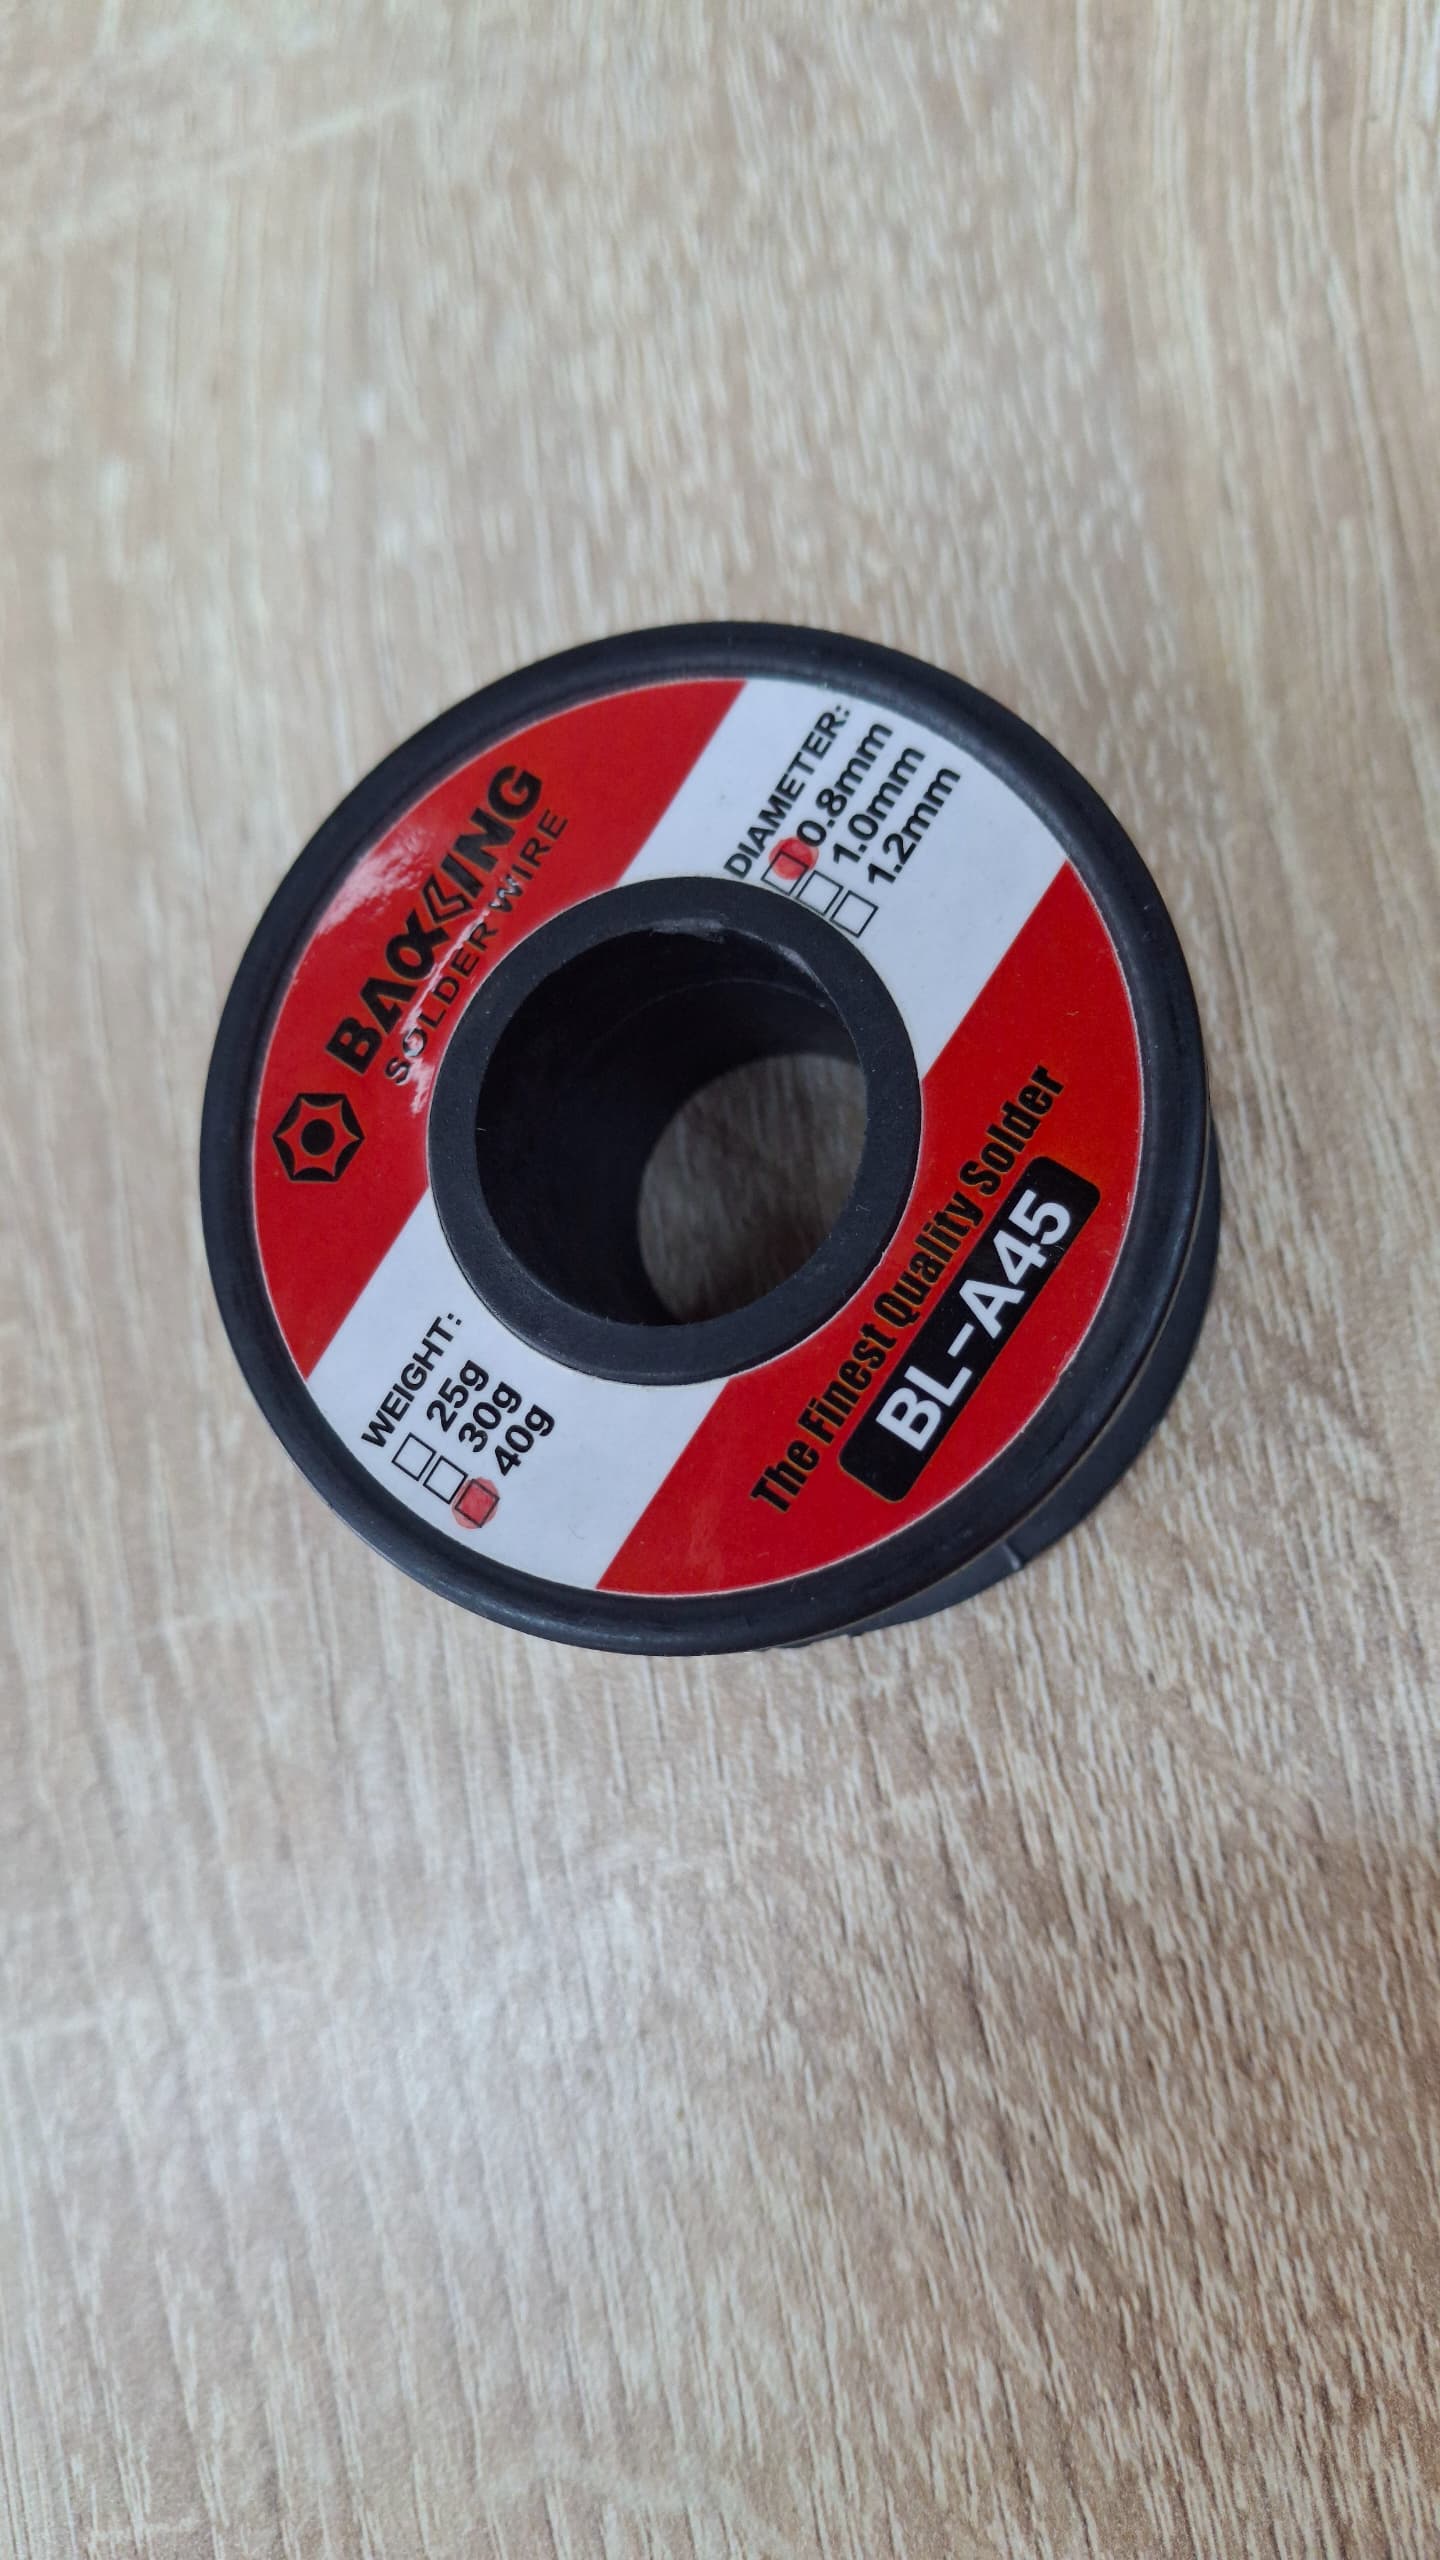 BAOLING
SOLDER WIRE
DIAMETER:
0.8mm
1.0mm
1.2mm
WEIGHT:
25g
30g
40g
The Finest Quality Solder
BL-A45